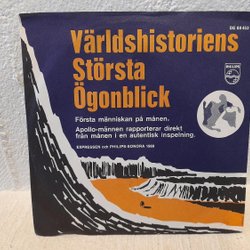 Världshistoriens
Största
Ögonblick
PHILIPS
Första människan på månen.
Apollo-männen rapporterar direkt
från månen i en autentisk inspelning.
EXPRESSEN och PHILIPS-SONORA 1969